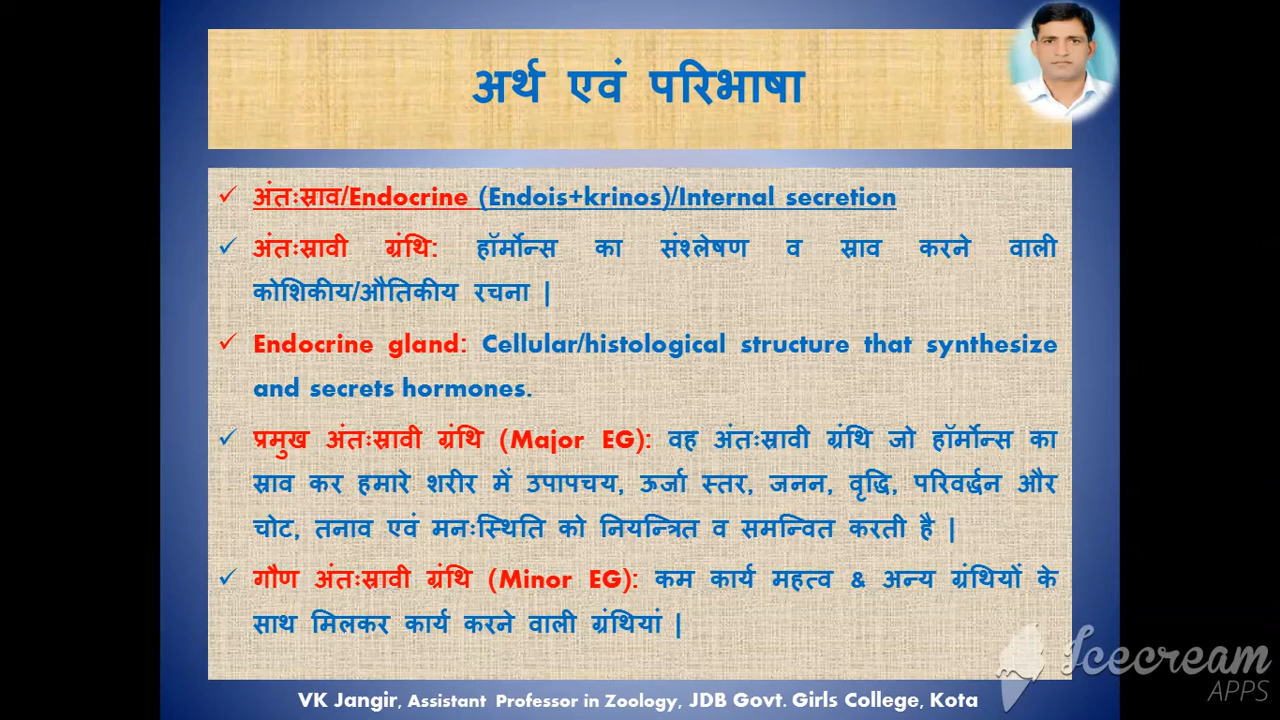 अर्थ एवं परिभाषा
✓ अंतःस्राव/Endocrine (Endois+krinos)/Internal secretion
✓ अंतःस्रावी ग्रंथि: हॉर्मोन्स का संश्लेषण व स्राव करने वाली
कोशिकीय/औतिकीय रचना |
✓ Endocrine gland: Cellular/histological structure that synthesize
and secrets hormones.
✓ प्रमुख अंतःस्रावी ग्रंथि (Major EG): वह अंतःस्रावी ग्रंथि जो हॉर्मोन्स का
स्राव कर हमारे शरीर में उपापचय, ऊर्जा स्तर, जनन, वृद्धि, परिवर्द्धन और
चोट, तनाव एवं मनःस्थिति को नियन्त्रित व समन्वित करती है |
✓ गौण अंतःस्रावी ग्रंथि (Minor EG): कम कार्य महत्व & अन्य ग्रंथियों के
साथ मिलकर कार्य करने वाली ग्रंथियां |
VK Jangir, Assistant Professor in Zoology, JDB Govt. Girls College, Kota
Icecream
APPS